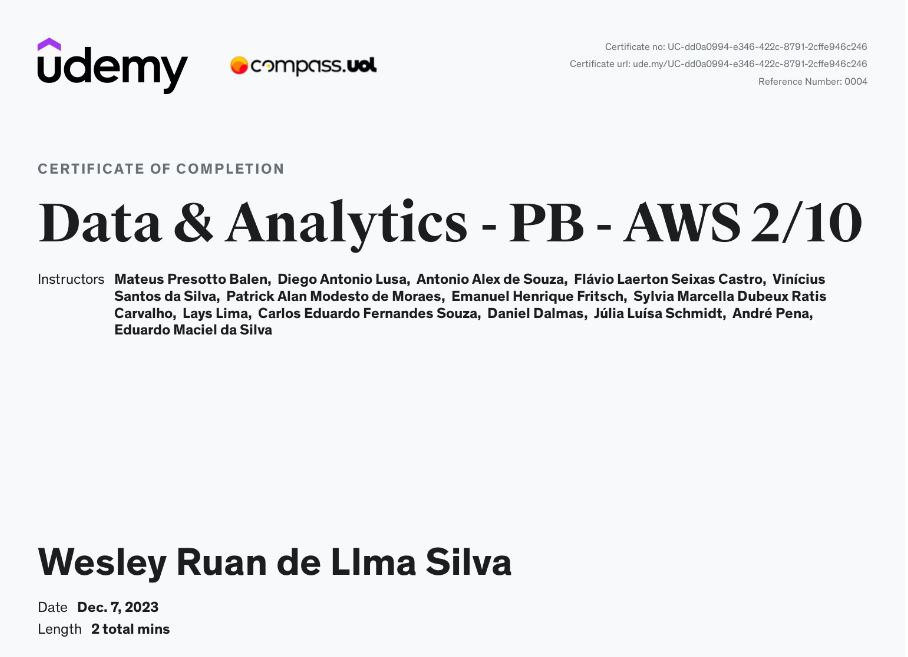 udemy
compass.uol
Certificate no: UC-dd0a0994-e346-422c-8791-2cffe946c246
Certificate url: ude.my/UC-dd0a0994-e346-422c-8791-2cffe946c246
Reference Number: 0004
CERTIFICATE OF COMPLETION
Data & Analytics - PB - AWS 2/10
Instructors Mateus Presotto Balen, Diego Antonio Lusa, Antonio Alex de Souza, Flávio Laerton Seixas Castro, Vinícius
Santos da Silva, Patrick Alan Modesto de Moraes, Emanuel Henrique Fritsch, Sylvia Marcella Dubeux Ratis
Carvalho, Lays Lima, Carlos Eduardo Fernandes Souza, Daniel Dalmas, Júlia Luísa Schmidt, André Pena,
Eduardo Maciel da Silva
Wesley Ruan de LIma Silva
Date Dec. 7, 2023
Length 2 total mins